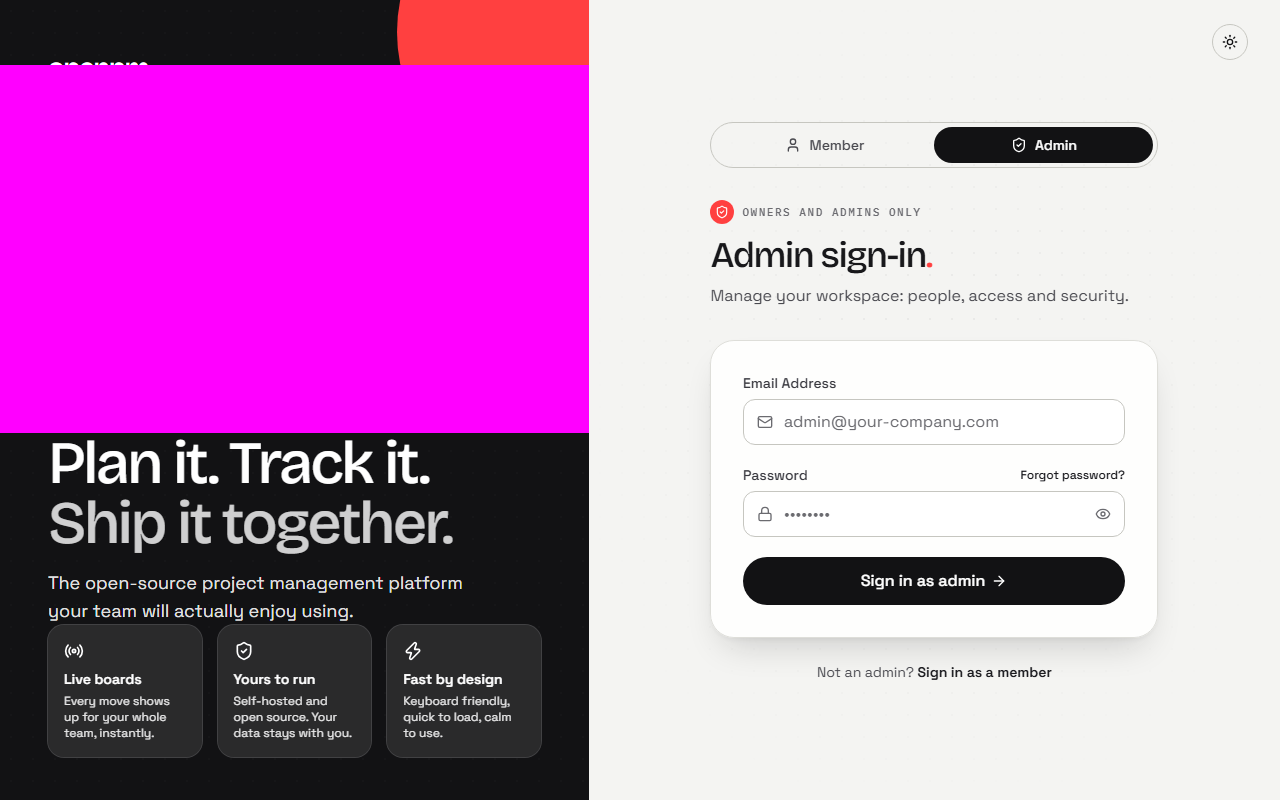 Plan it. Track it.
Ship it together.
The open-source project management platform
your team will actually enjoy using.
Live boards
Every move shows
up for your whole
team, instantly.
Yours to run
Self-hosted and
open source. Your
data stays with you.
Fast by design
Keyboard friendly,
quick to load, calm
to use.
Member
Admin
OWNERS AND ADMINS ONLY
Admin sign-in.
Manage your workspace: people, access and security.
Email Address
admin@your-company.com
Password
Forgot password?
Sign in as admin →
Not an admin? Sign in as a member